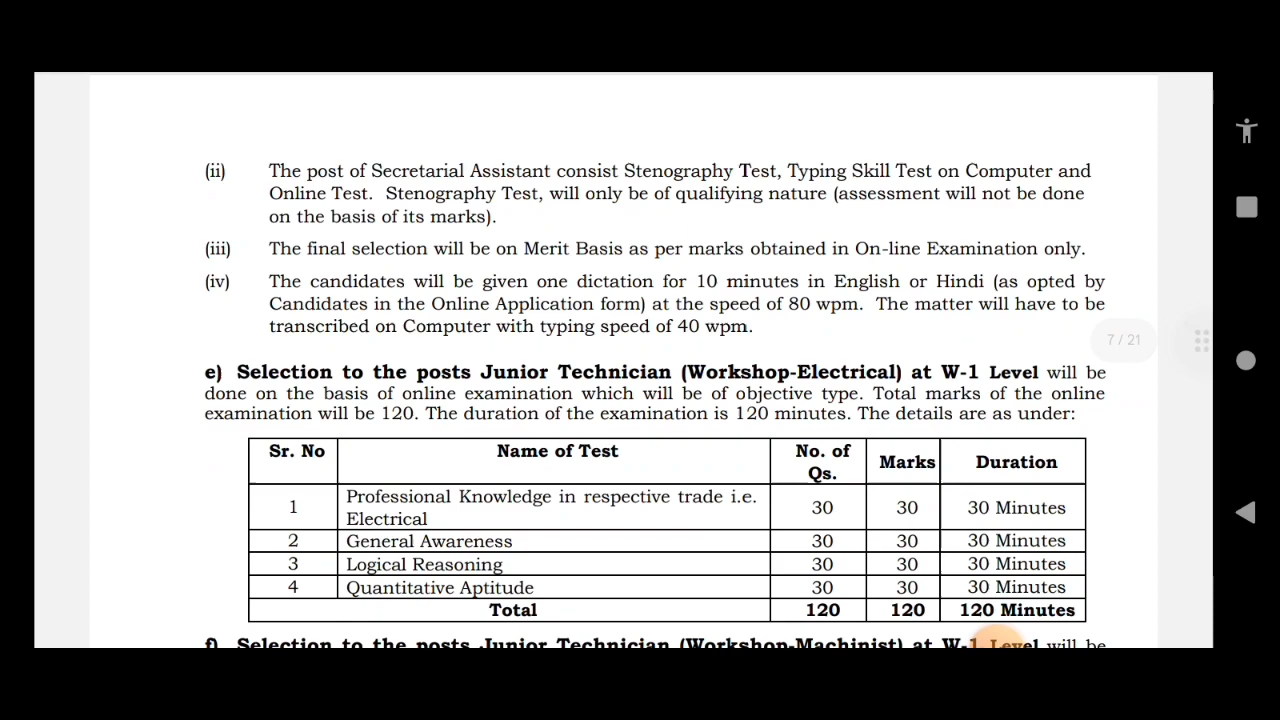 (ii) The post of Secretarial Assistant consist Stenography Test, Typing Skill Test on Computer and
Online Test. Stenography Test, will only be of qualifying nature (assessment will not be done
on the basis of its marks).
(iii) The final selection will be on Merit Basis as per marks obtained in On-line Examination only.
(iv) The candidates will be given one dictation for 10 minutes in English or Hindi (as opted by
Candidates in the Online Application form) at the speed of 80 wpm. The matter will have to be
transcribed on Computer with typing speed of 40 wpm.
7 / 21
e) Selection to the posts Junior Technician (Workshop-Electrical) at W-1 Level will be
done on the basis of online examination which will be of objective type. Total marks of the online
examination will be 120. The duration of the examination is 120 minutes. The details are as under:
Sr. No Name of Test No. of Qs. Marks Duration
1 Professional Knowledge in respective trade i.e. Electrical 30 30 30 Minutes
2 General Awareness 30 30 30 Minutes
3 Logical Reasoning 30 30 30 Minutes
4 Quantitative Aptitude 30 30 30 Minutes
Total 120 120 120 Minutes
f) Selection to the posts Junior Technician (Workshop-Machinist) at W-1 Level will be